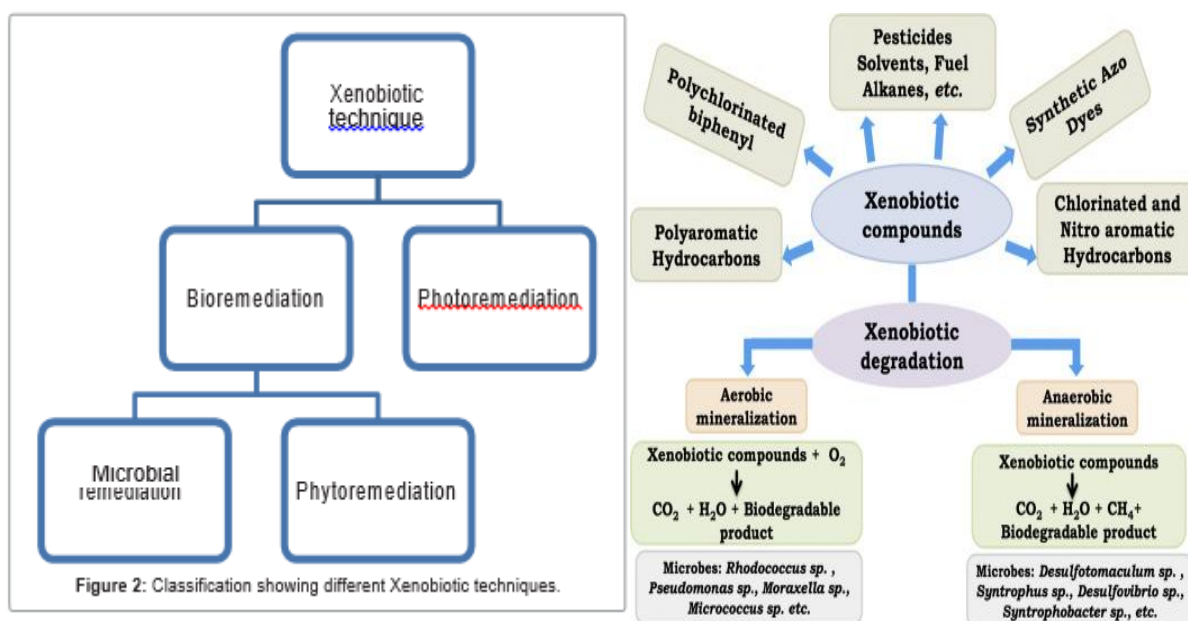 Xenobiotic
technique
Bioremediation
Photoremediation
Microbial
remediation
Phytoremediation
Figure 2: Classification showing different Xenobiotic techniques.
Pesticides
Solvents, Fuel
Alkanes, etc.
Polychlorinated
biphenyl
Synthetic Azo
Dyes
Xenobiotic
compounds
Polyaromatic
Hydrocarbons
Chlorinated and
Nitro aromatic
Hydrocarbons
Xenobiotic
degradation
Aerobic
mineralization
Xenobiotic compounds + O₂
CO₂ + H₂O + Biodegradable
product
Microbes: Rhodococcus sp. ,
Pseudomonas sp., Moraxella sp.,
Micrococcus sp. etc.
Anaerobic
mineralization
Xenobiotic compounds
CO₂ + H₂O + CH₄+
Biodegradable product
Microbes: Desulfotomaculum sp. ,
Syntrophus sp., Desulfovibrio sp.,
Syntrophobacter sp., etc.